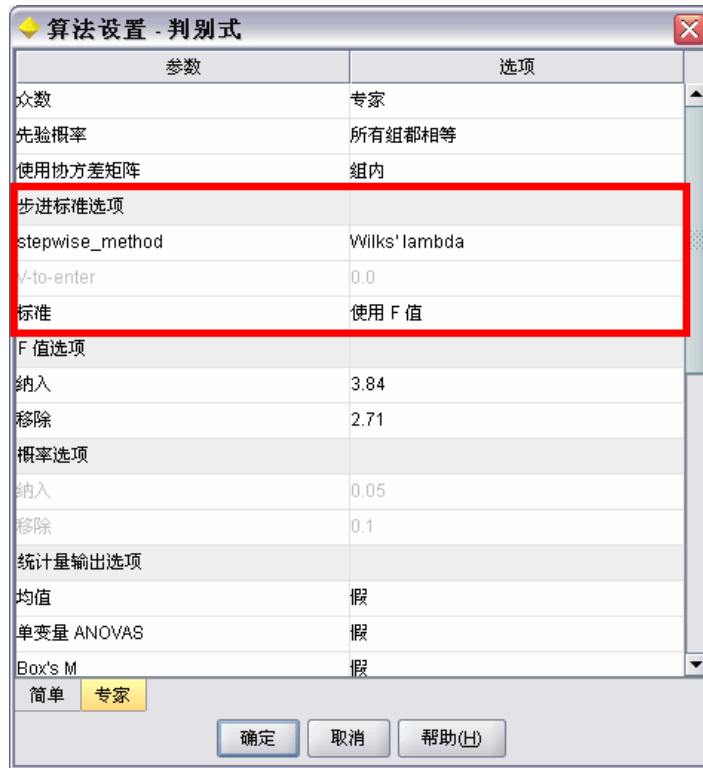 算法设置 - 判别式
参数 选项
众数 专家
先验概率 所有组都相等
使用协方差矩阵 组内
步进标准选项
stepwise_method Wilks' lambda
V-to-enter 0.0
标准 使用 F 值
F 值选项
纳入 3.84
移除 2.71
概率选项
纳入 0.05
移除 0.1
统计量输出选项
均值 假
单变量 ANOVAS 假
Box's M 假
简单 专家
确定 取消 帮助(H)